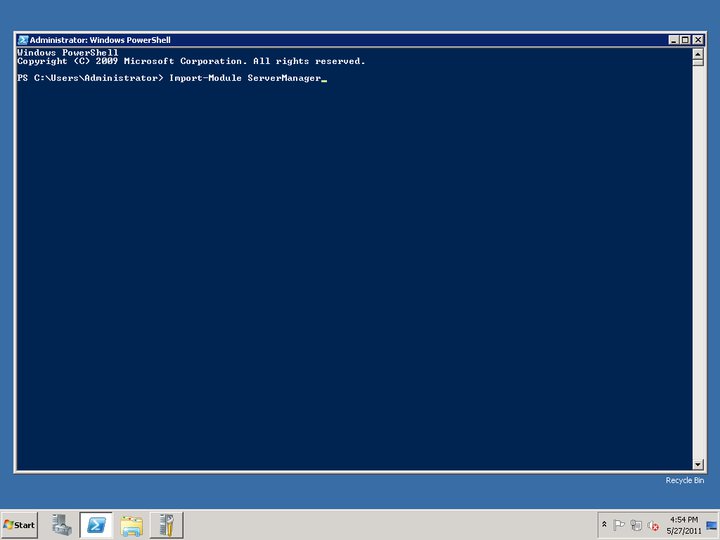 Administrator: Windows PowerShell
Windows PowerShell
Copyright (C) 2009 Microsoft Corporation. All rights reserved.
PS C:\Users\Administrator> Import-Module ServerManager_
Recycle Bin
Start
4:54 PM
5/27/2011